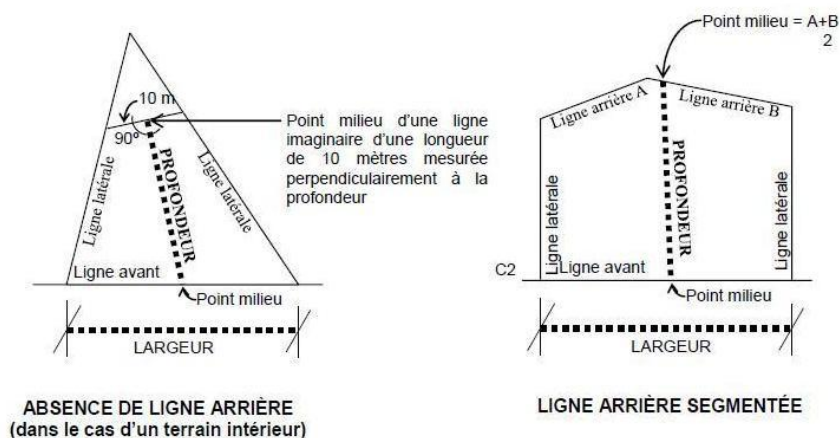 10 m
90°
Ligne latérale
PROFONDEUR
Ligne latérale
Ligne avant
Point milieu d'une ligne
imaginaire d'une longueur
de 10 mètres mesurée
perpendiculairement à la
profondeur
Point milieu
LARGEUR
ABSENCE DE LIGNE ARRIÈRE
(dans le cas d'un terrain intérieur)
Point milieu = A+B
2
Ligne arrière A
Ligne arrière B
Ligne latérale
PROFONDEUR
Ligne latérale
C2
Ligne avant
Point milieu
LARGEUR
LIGNE ARRIÈRE SEGMENTÉE